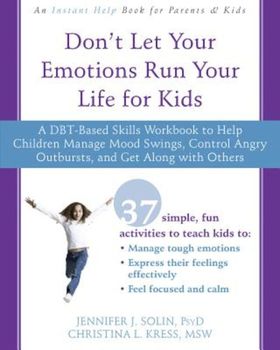 An Instant Help Book for Parents & Kids
Don't Let Your
Emotions Run Your
Life for Kids
A DBT-Based Skills Workbook to Help
Children Manage Mood Swings, Control Angry
Outbursts, and Get Along with Others
37 simple, fun
activities to teach kids to:
• Manage tough emotions
• Express their feelings
effectively
• Feel focused and calm
JENNIFER J. SOLIN, PSYD
CHRISTINA L. KRESS, MSW